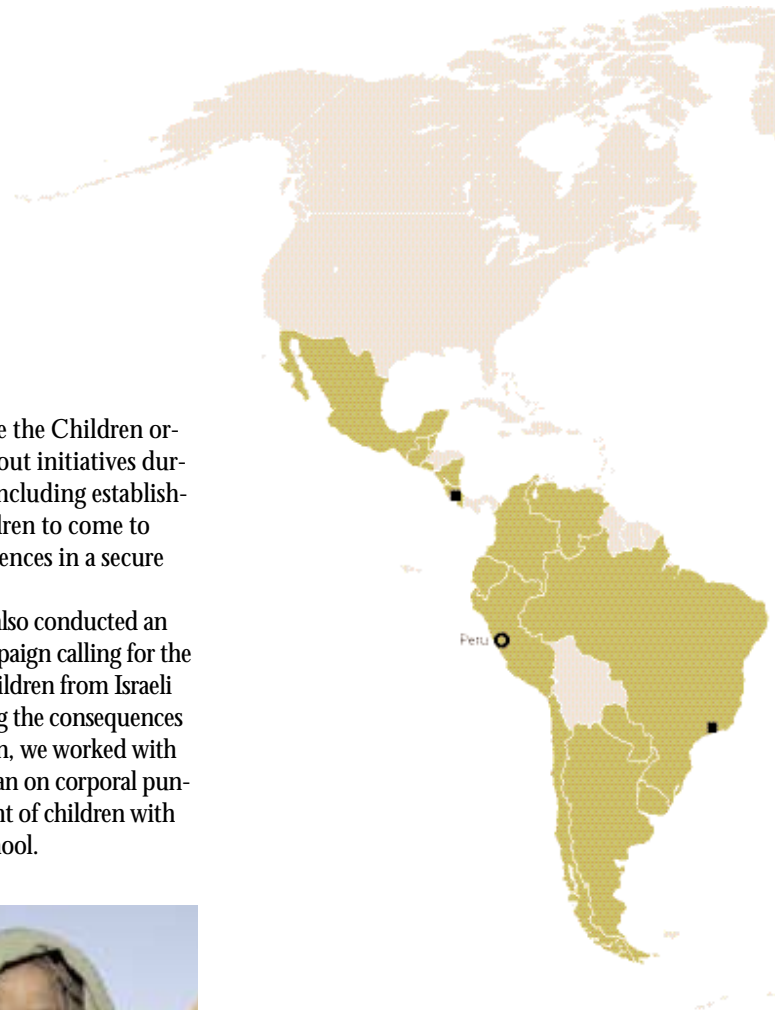 e the Children or-
out initiatives dur-
ncluding establish-
dren to come to
ences in a secure
also conducted an
paign calling for the
ildren from Israeli
g the consequences
n, we worked with
an on corporal pun-
nt of children with
hool.
Peru